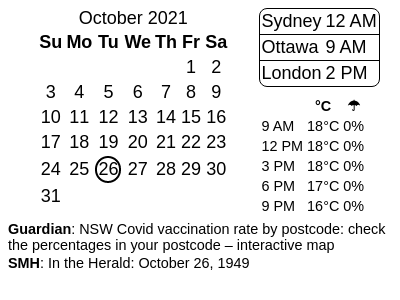 October 2021
Su Mo Tu We Th Fr Sa
1 2
3 4 5 6 7 8 9
10 11 12 13 14 15 16
17 18 19 20 21 22 23
24 25 26 27 28 29 30
31
Sydney 12 AM
Ottawa 9 AM
London 2 PM
°C ☂
9 AM 18°C 0%
12 PM 18°C 0%
3 PM 18°C 0%
6 PM 17°C 0%
9 PM 16°C 0%
Guardian: NSW Covid vaccination rate by postcode: check
the percentages in your postcode – interactive map
SMH: In the Herald: October 26, 1949